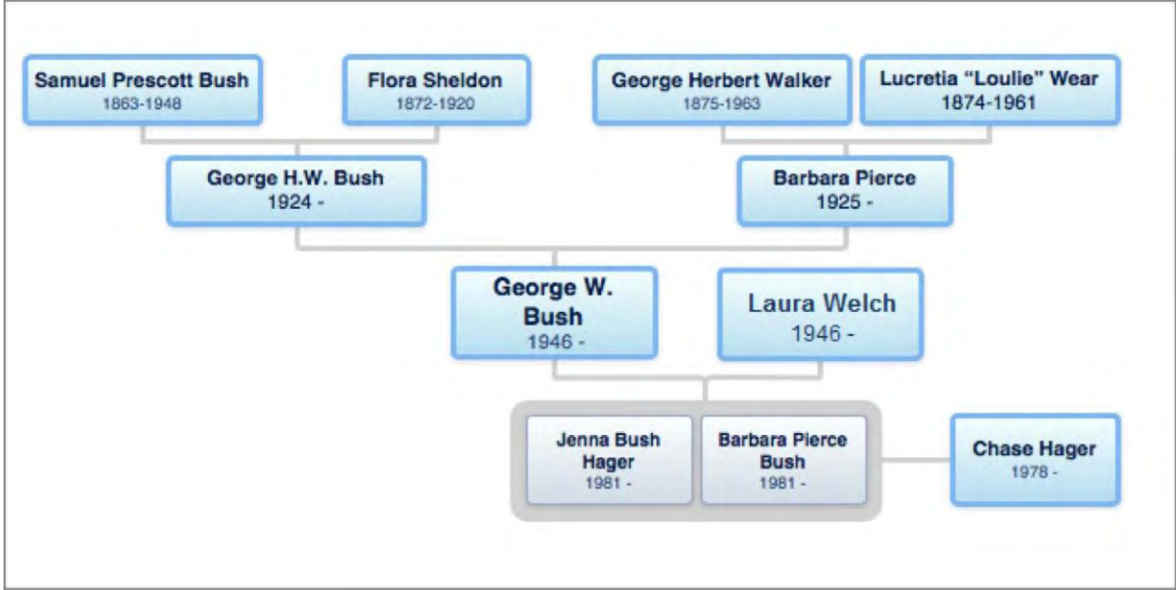 Samuel Prescott Bush
1863-1948
Flora Sheldon
1872-1920
George Herbert Walker
1875-1963
Lucretia “Loulie” Wear
1874-1961
George H.W. Bush
1924 -
Barbara Pierce
1925 -
George W.
Bush
1946 -
Laura Welch
1946 -
Jenna Bush
Hager
1981 -
Barbara Pierce
Bush
1981 -
Chase Hager
1978 -